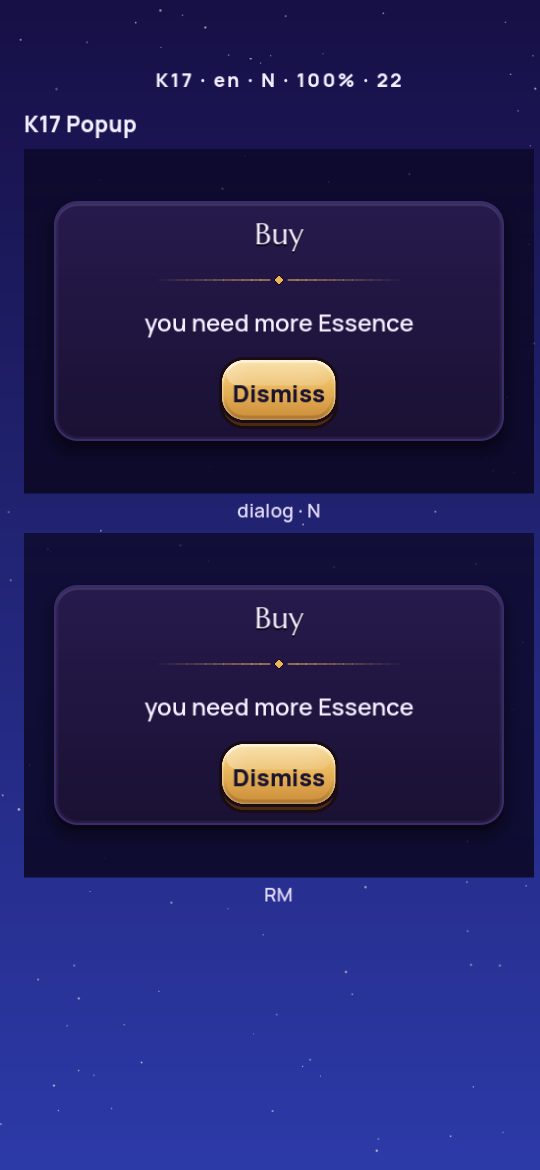 K17 · en · N · 100% · 22
K17 Popup
Buy
you need more Essence
Dismiss
dialog · N
Buy
you need more Essence
Dismiss
RM